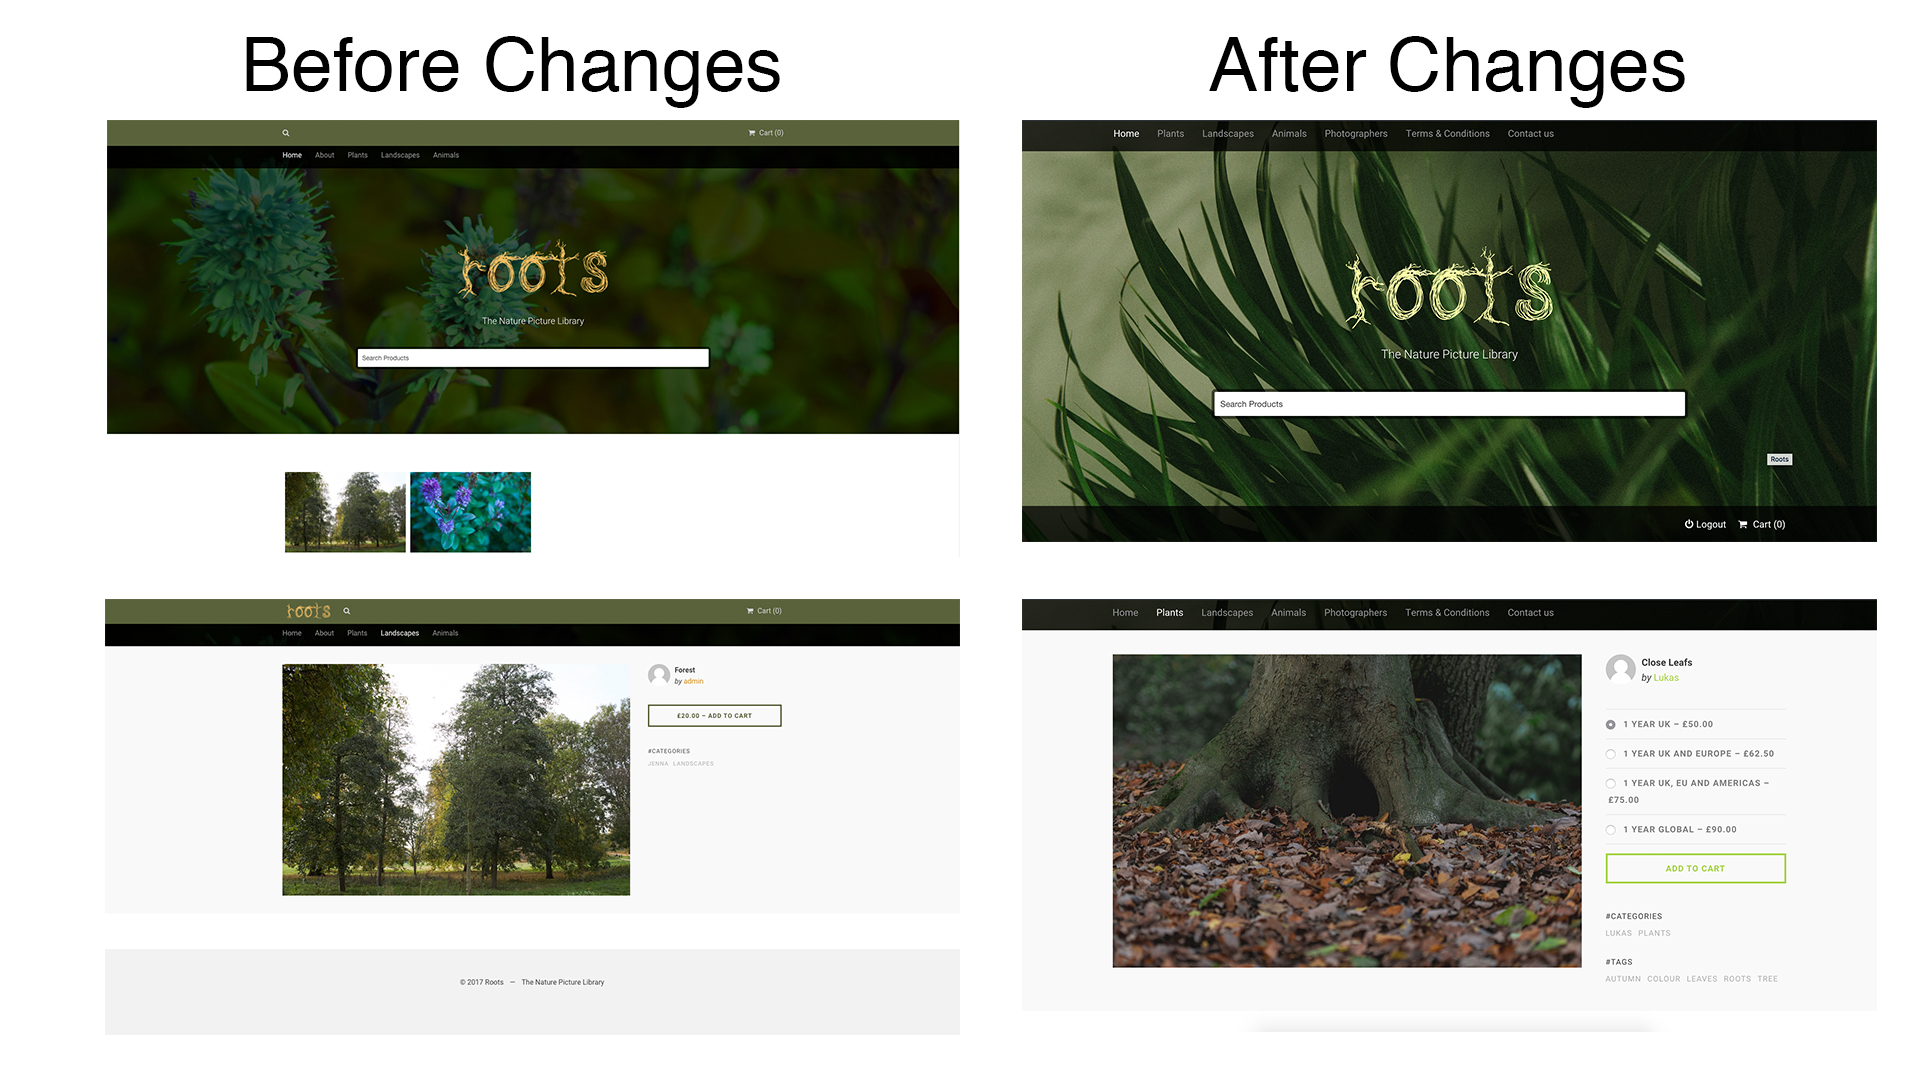 Before Changes
After Changes
Cart (0)
Home About Plants Landscapes Animals
roots
The Nature Picture Library
Search Products
Home Plants Landscapes Animals Photographers Terms & Conditions Contact us
roots
The Nature Picture Library
Search Products
Roots
Logout Cart (0)
roots Cart (0)
Home About Plants Landscapes Animals
Forest
by admin
£20.00 – ADD TO CART
#CATEGORIES
JENNA LANDSCAPES
© 2017 Roots — The Nature Picture Library
Home Plants Landscapes Animals Photographers Terms & Conditions Contact us
Close Leafs
by Lukas
1 YEAR UK – £50.00
1 YEAR UK AND EUROPE – £62.50
1 YEAR UK, EU AND AMERICAS –
£75.00
1 YEAR GLOBAL – £90.00
ADD TO CART
#CATEGORIES
LUKAS PLANTS
#TAGS
AUTUMN COLOUR LEAVES ROOTS TREE